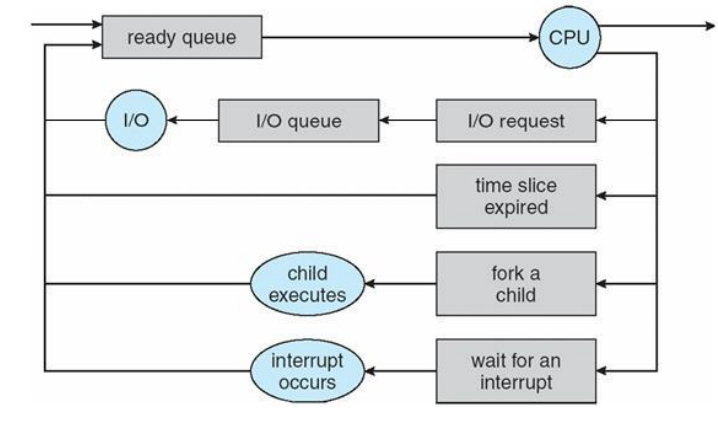 ready queue
CPU
I/O
I/O queue
I/O request
time slice
expired
child
executes
fork a
child
interrupt
occurs
wait for an
interrupt